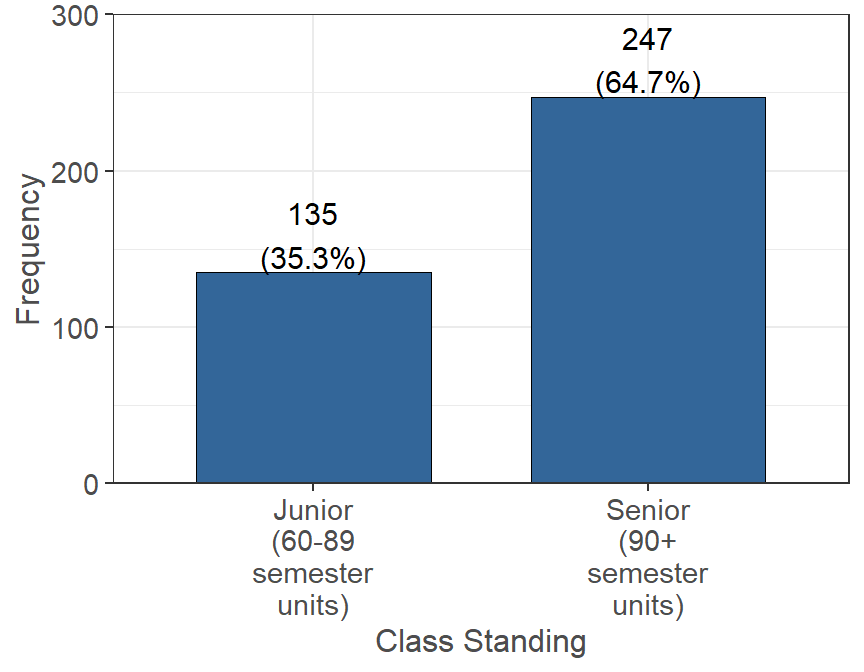 Frequency
300
200
100
0
135
(35.3%)
247
(64.7%)
Junior
(60-89
semester
units)
Senior
(90+
semester
units)
Class Standing